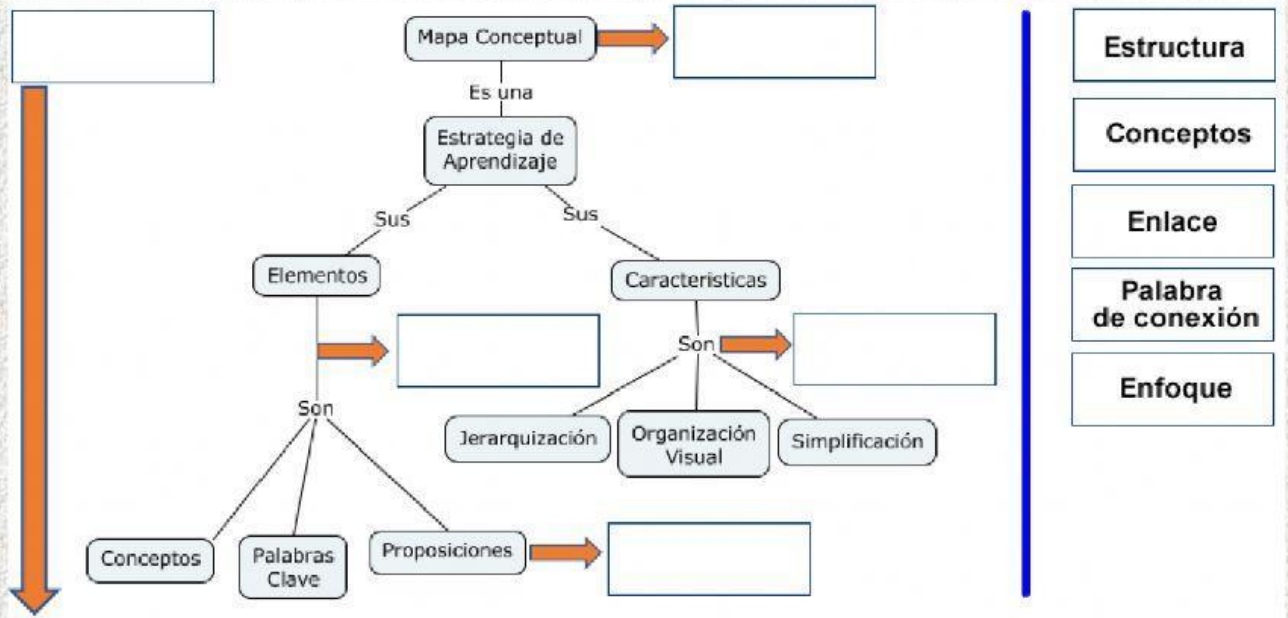 Mapa Conceptual
Es una
Estrategia de
Aprendizaje
Sus
Sus
Elementos
Características
Son
Son
Jerarquización
Organización
Visual
Simplificación
Conceptos
Palabras
Clave
Proposiciones
Estructura
Conceptos
Enlace
Palabra
de conexión
Enfoque